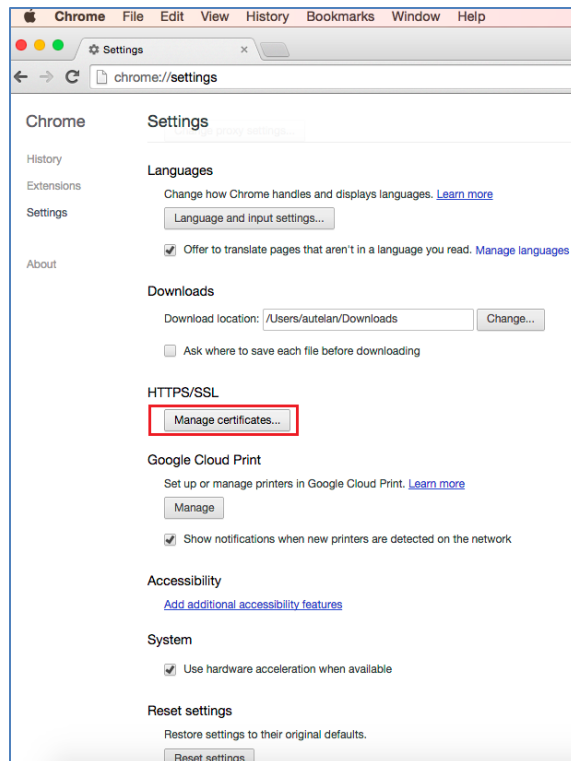 Chrome File Edit View History Bookmarks Window Help
Settings ×
chrome://settings
Chrome
Settings
Change proxy settings...
History
Extensions
Settings
About
Languages
Change how Chrome handles and displays languages. Learn more
Language and input settings...
Offer to translate pages that aren't in a language you read. Manage languages
Downloads
Download location: /Users/autelan/Downloads Change...
Ask where to save each file before downloading
HTTPS/SSL
Manage certificates...
Google Cloud Print
Set up or manage printers in Google Cloud Print. Learn more
Manage
Show notifications when new printers are detected on the network
Accessibility
Add additional accessibility features
System
Use hardware acceleration when available
Reset settings
Restore settings to their original defaults.
Reset settings